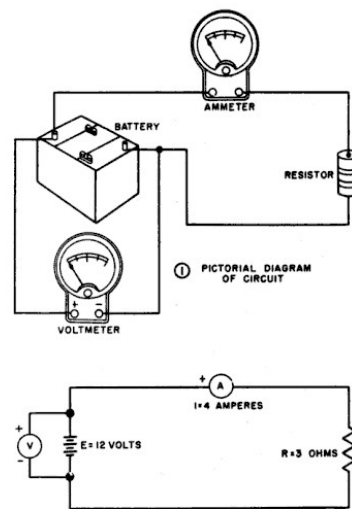 AMMETER
BATTERY
RESISTOR
+ -
VOLTMETER
1 PICTORIAL DIAGRAM
OF CIRCUIT
+ A
I=4 AMPERES
+
V
-
E=12 VOLTS
R=3 OHMS